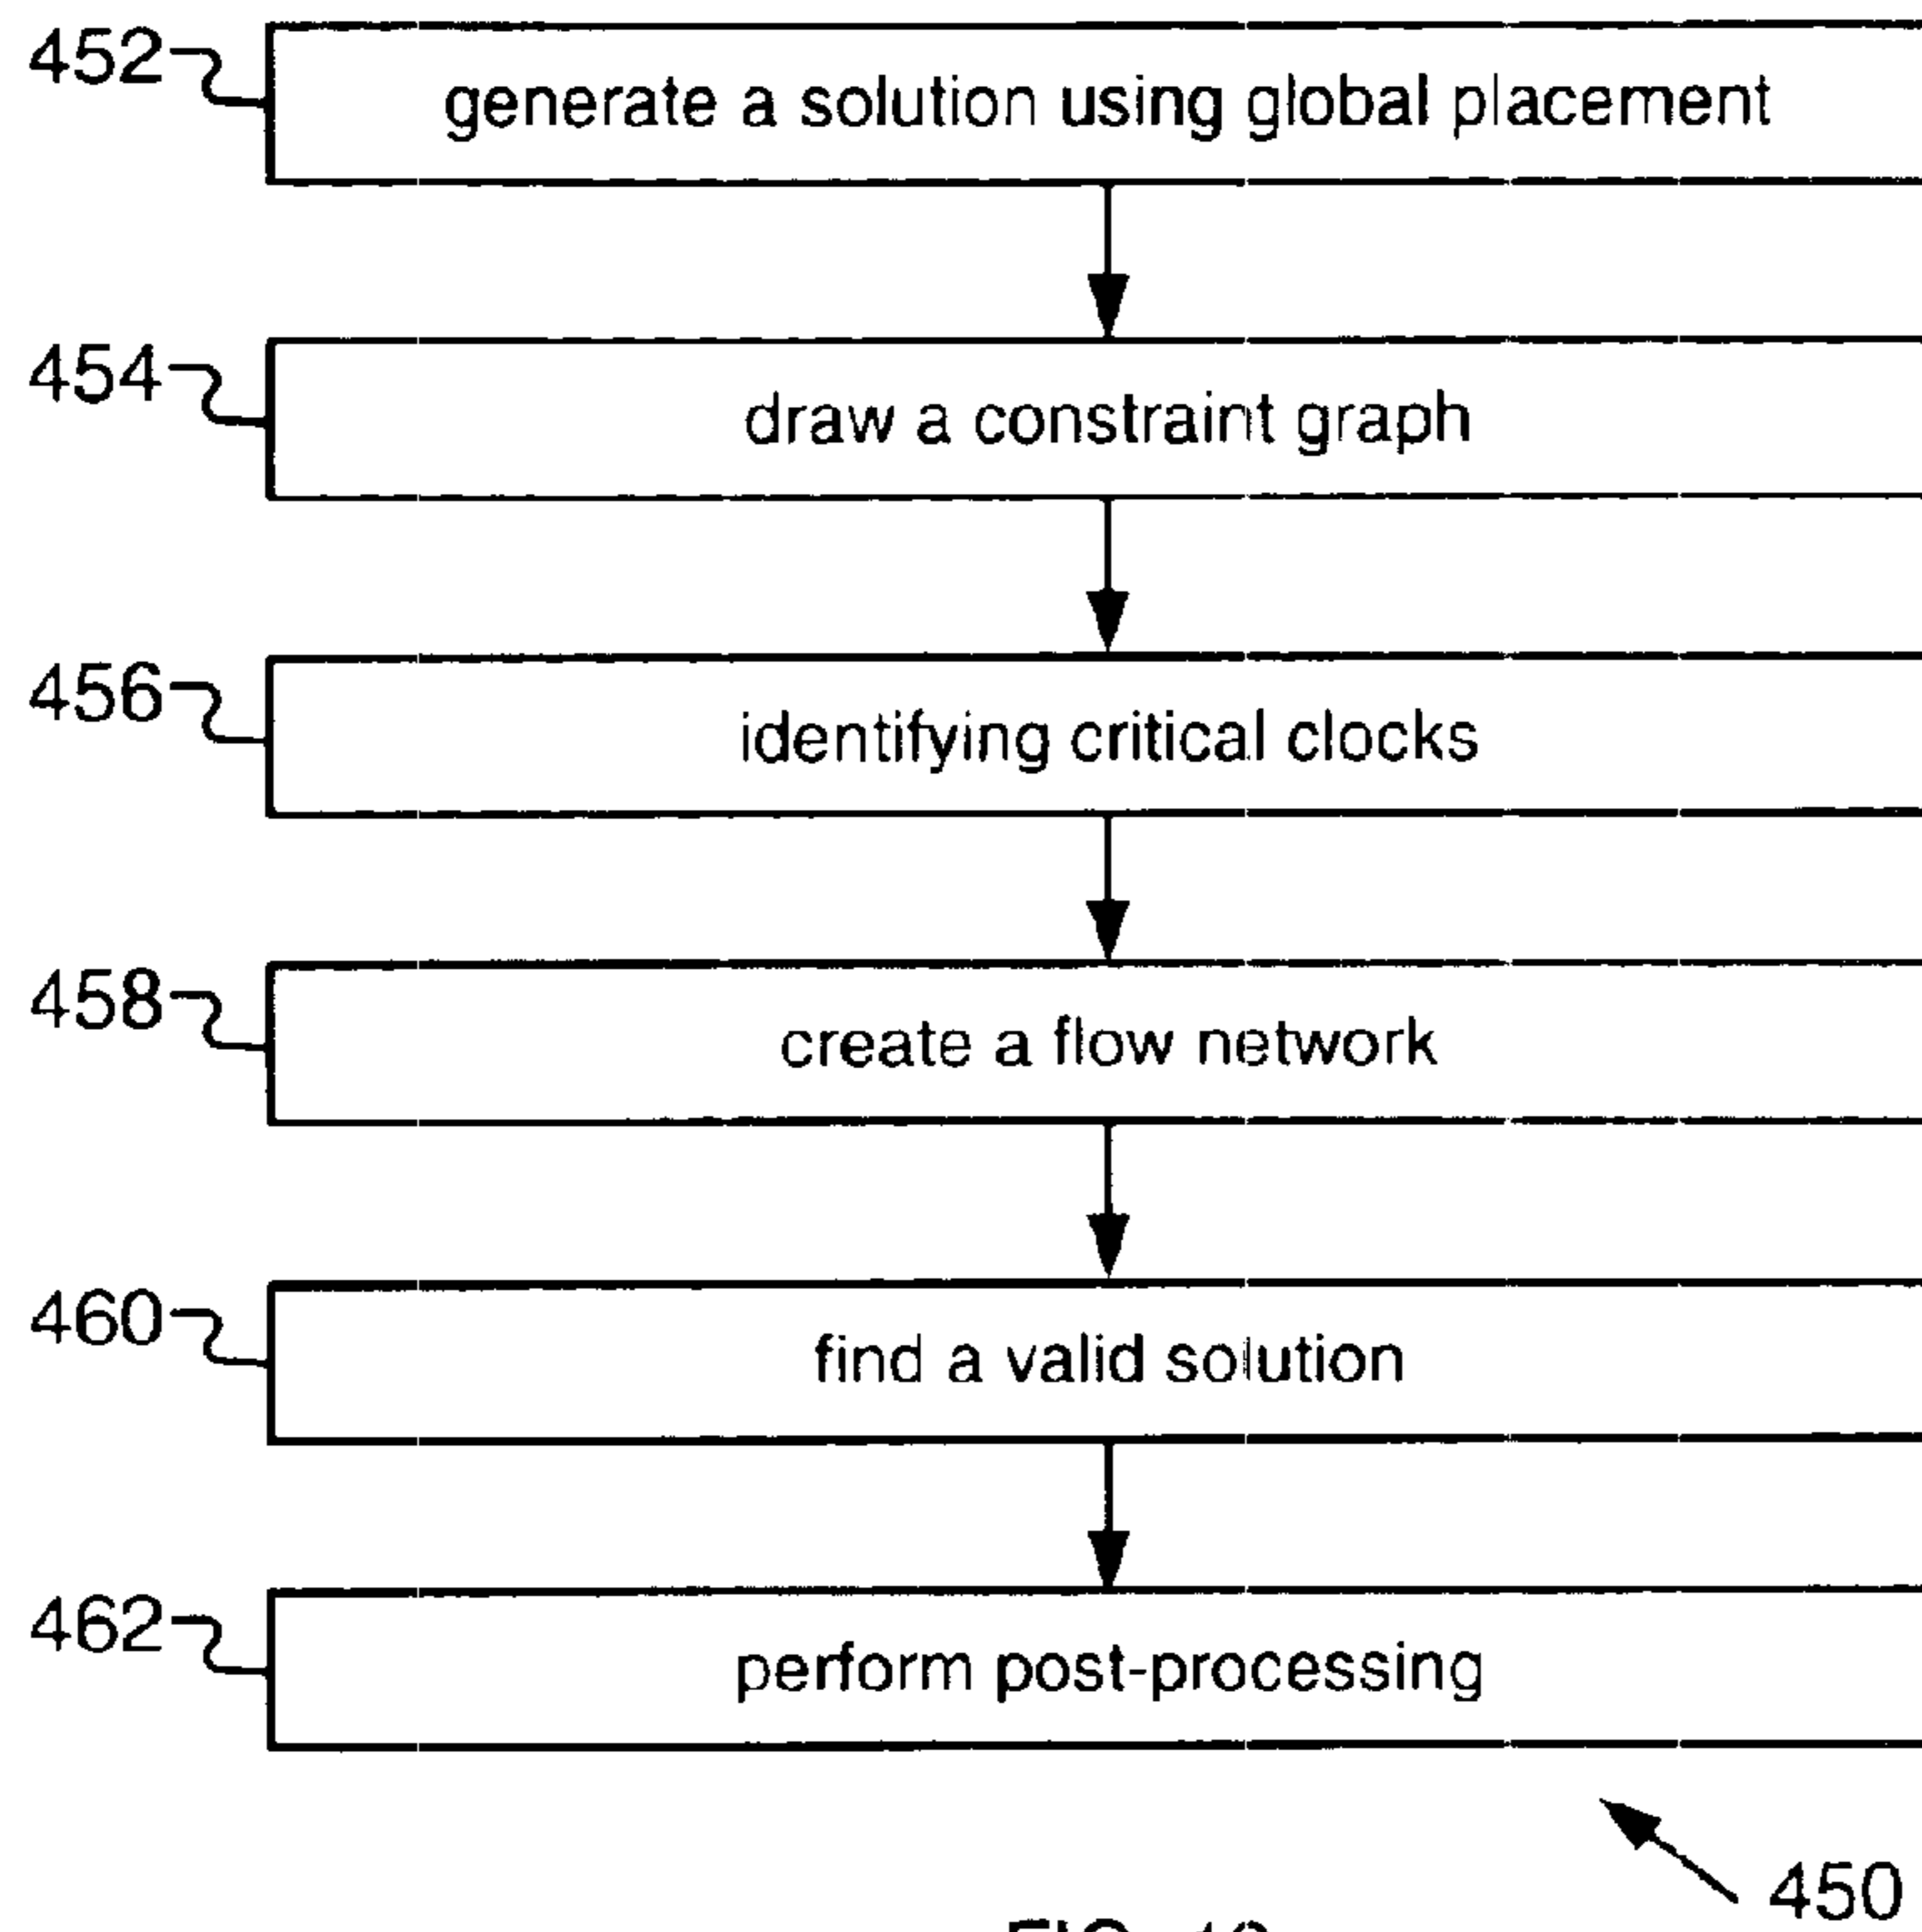 452
generate a solution using global placement
454
draw a constraint graph
456
identifying critical clocks
458
create a flow network
460
find a valid solution
462
perform post-processing
450
FIG.